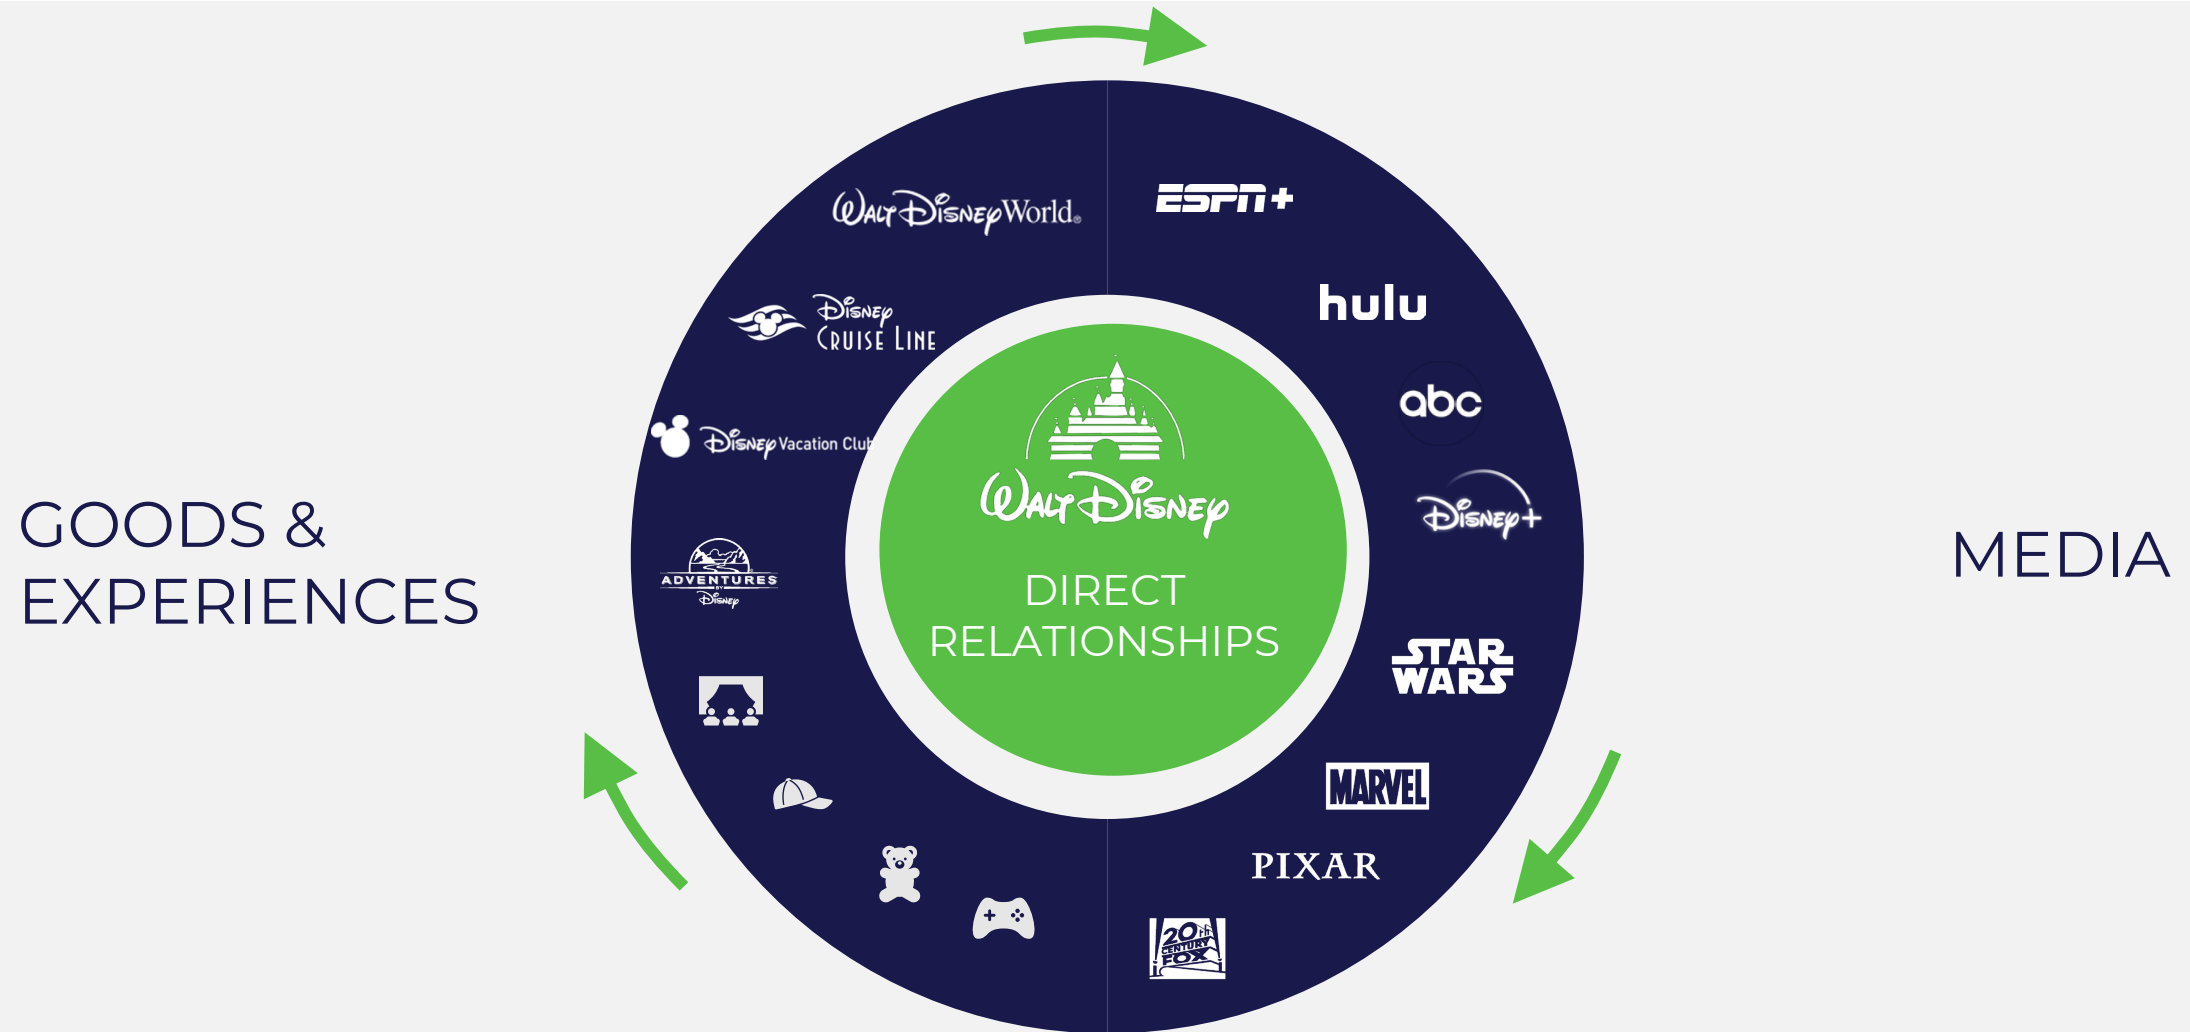 WALT DISNEY World®
ESPN+
DISNEY
CRUISE LINE
hulu
abc
DISNEY Vacation Club
DISNEY+
WALT DISNEY
DIRECT
RELATIONSHIPS
GOODS &
EXPERIENCES
MEDIA
ADVENTURES
BY
DISNEY
STAR
WARS
MARVEL
PIXAR
20th
CENTURY
FOX